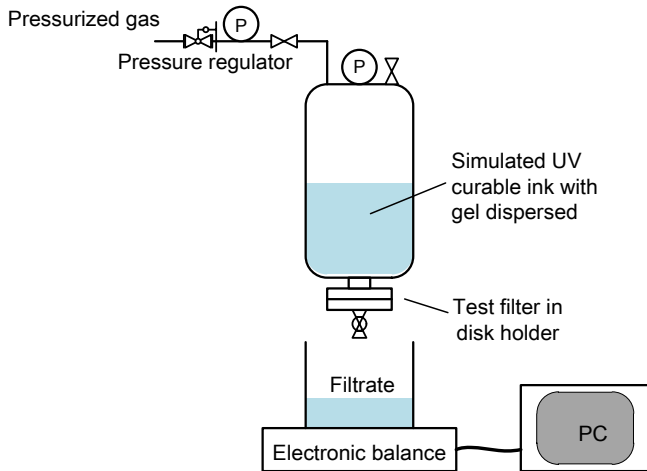 Pressurized gas
P
Pressure regulator
P
Simulated UV
curable ink with
gel dispersed
Test filter in
disk holder
Filtrate
Electronic balance
PC